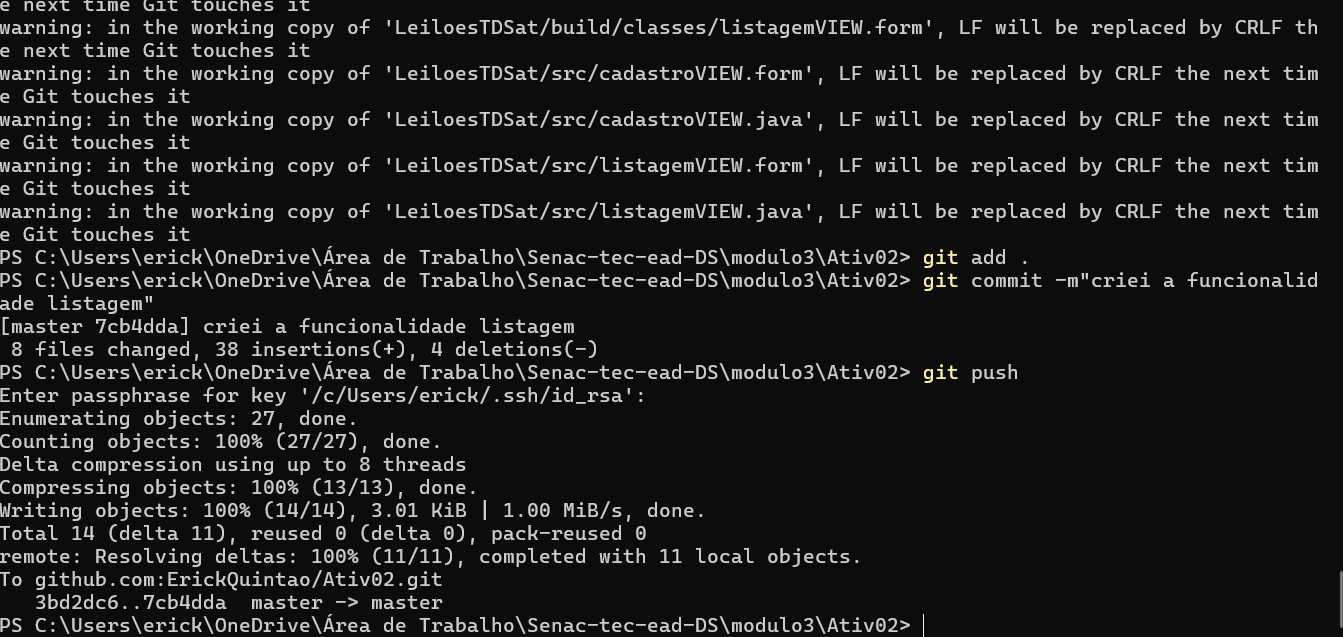 e next time Git touches it
warning: in the working copy of 'LeiloesTDSat/build/classes/listagemVIEW.form', LF will be replaced by CRLF th
e next time Git touches it
warning: in the working copy of 'LeiloesTDSat/src/cadastroVIEW.form', LF will be replaced by CRLF the next tim
e Git touches it
warning: in the working copy of 'LeiloesTDSat/src/cadastroVIEW.java', LF will be replaced by CRLF the next tim
e Git touches it
warning: in the working copy of 'LeiloesTDSat/src/listagemVIEW.form', LF will be replaced by CRLF the next tim
e Git touches it
warning: in the working copy of 'LeiloesTDSat/src/listagemVIEW.java', LF will be replaced by CRLF the next tim
e Git touches it
PS C:\Users\erick\OneDrive\Área de Trabalho\Senac-tec-ead-DS\modulo3\Ativ02> git add .
PS C:\Users\erick\OneDrive\Área de Trabalho\Senac-tec-ead-DS\modulo3\Ativ02> git commit -m"criei a funcionalid
ade listagem"
[master 7cb4dda] criei a funcionalidade listagem
 8 files changed, 38 insertions(+), 4 deletions(-)
PS C:\Users\erick\OneDrive\Área de Trabalho\Senac-tec-ead-DS\modulo3\Ativ02> git push
Enter passphrase for key '/c/Users/erick/.ssh/id_rsa':
Enumerating objects: 27, done.
Counting objects: 100% (27/27), done.
Delta compression using up to 8 threads
Compressing objects: 100% (13/13), done.
Writing objects: 100% (14/14), 3.01 KiB | 1.00 MiB/s, done.
Total 14 (delta 11), reused 0 (delta 0), pack-reused 0
remote: Resolving deltas: 100% (11/11), completed with 11 local objects.
To github.com:ErickQuintao/Ativ02.git
   3bd2dc6..7cb4dda  master -> master
PS C:\Users\erick\OneDrive\Área de Trabalho\Senac-tec-ead-DS\modulo3\Ativ02>